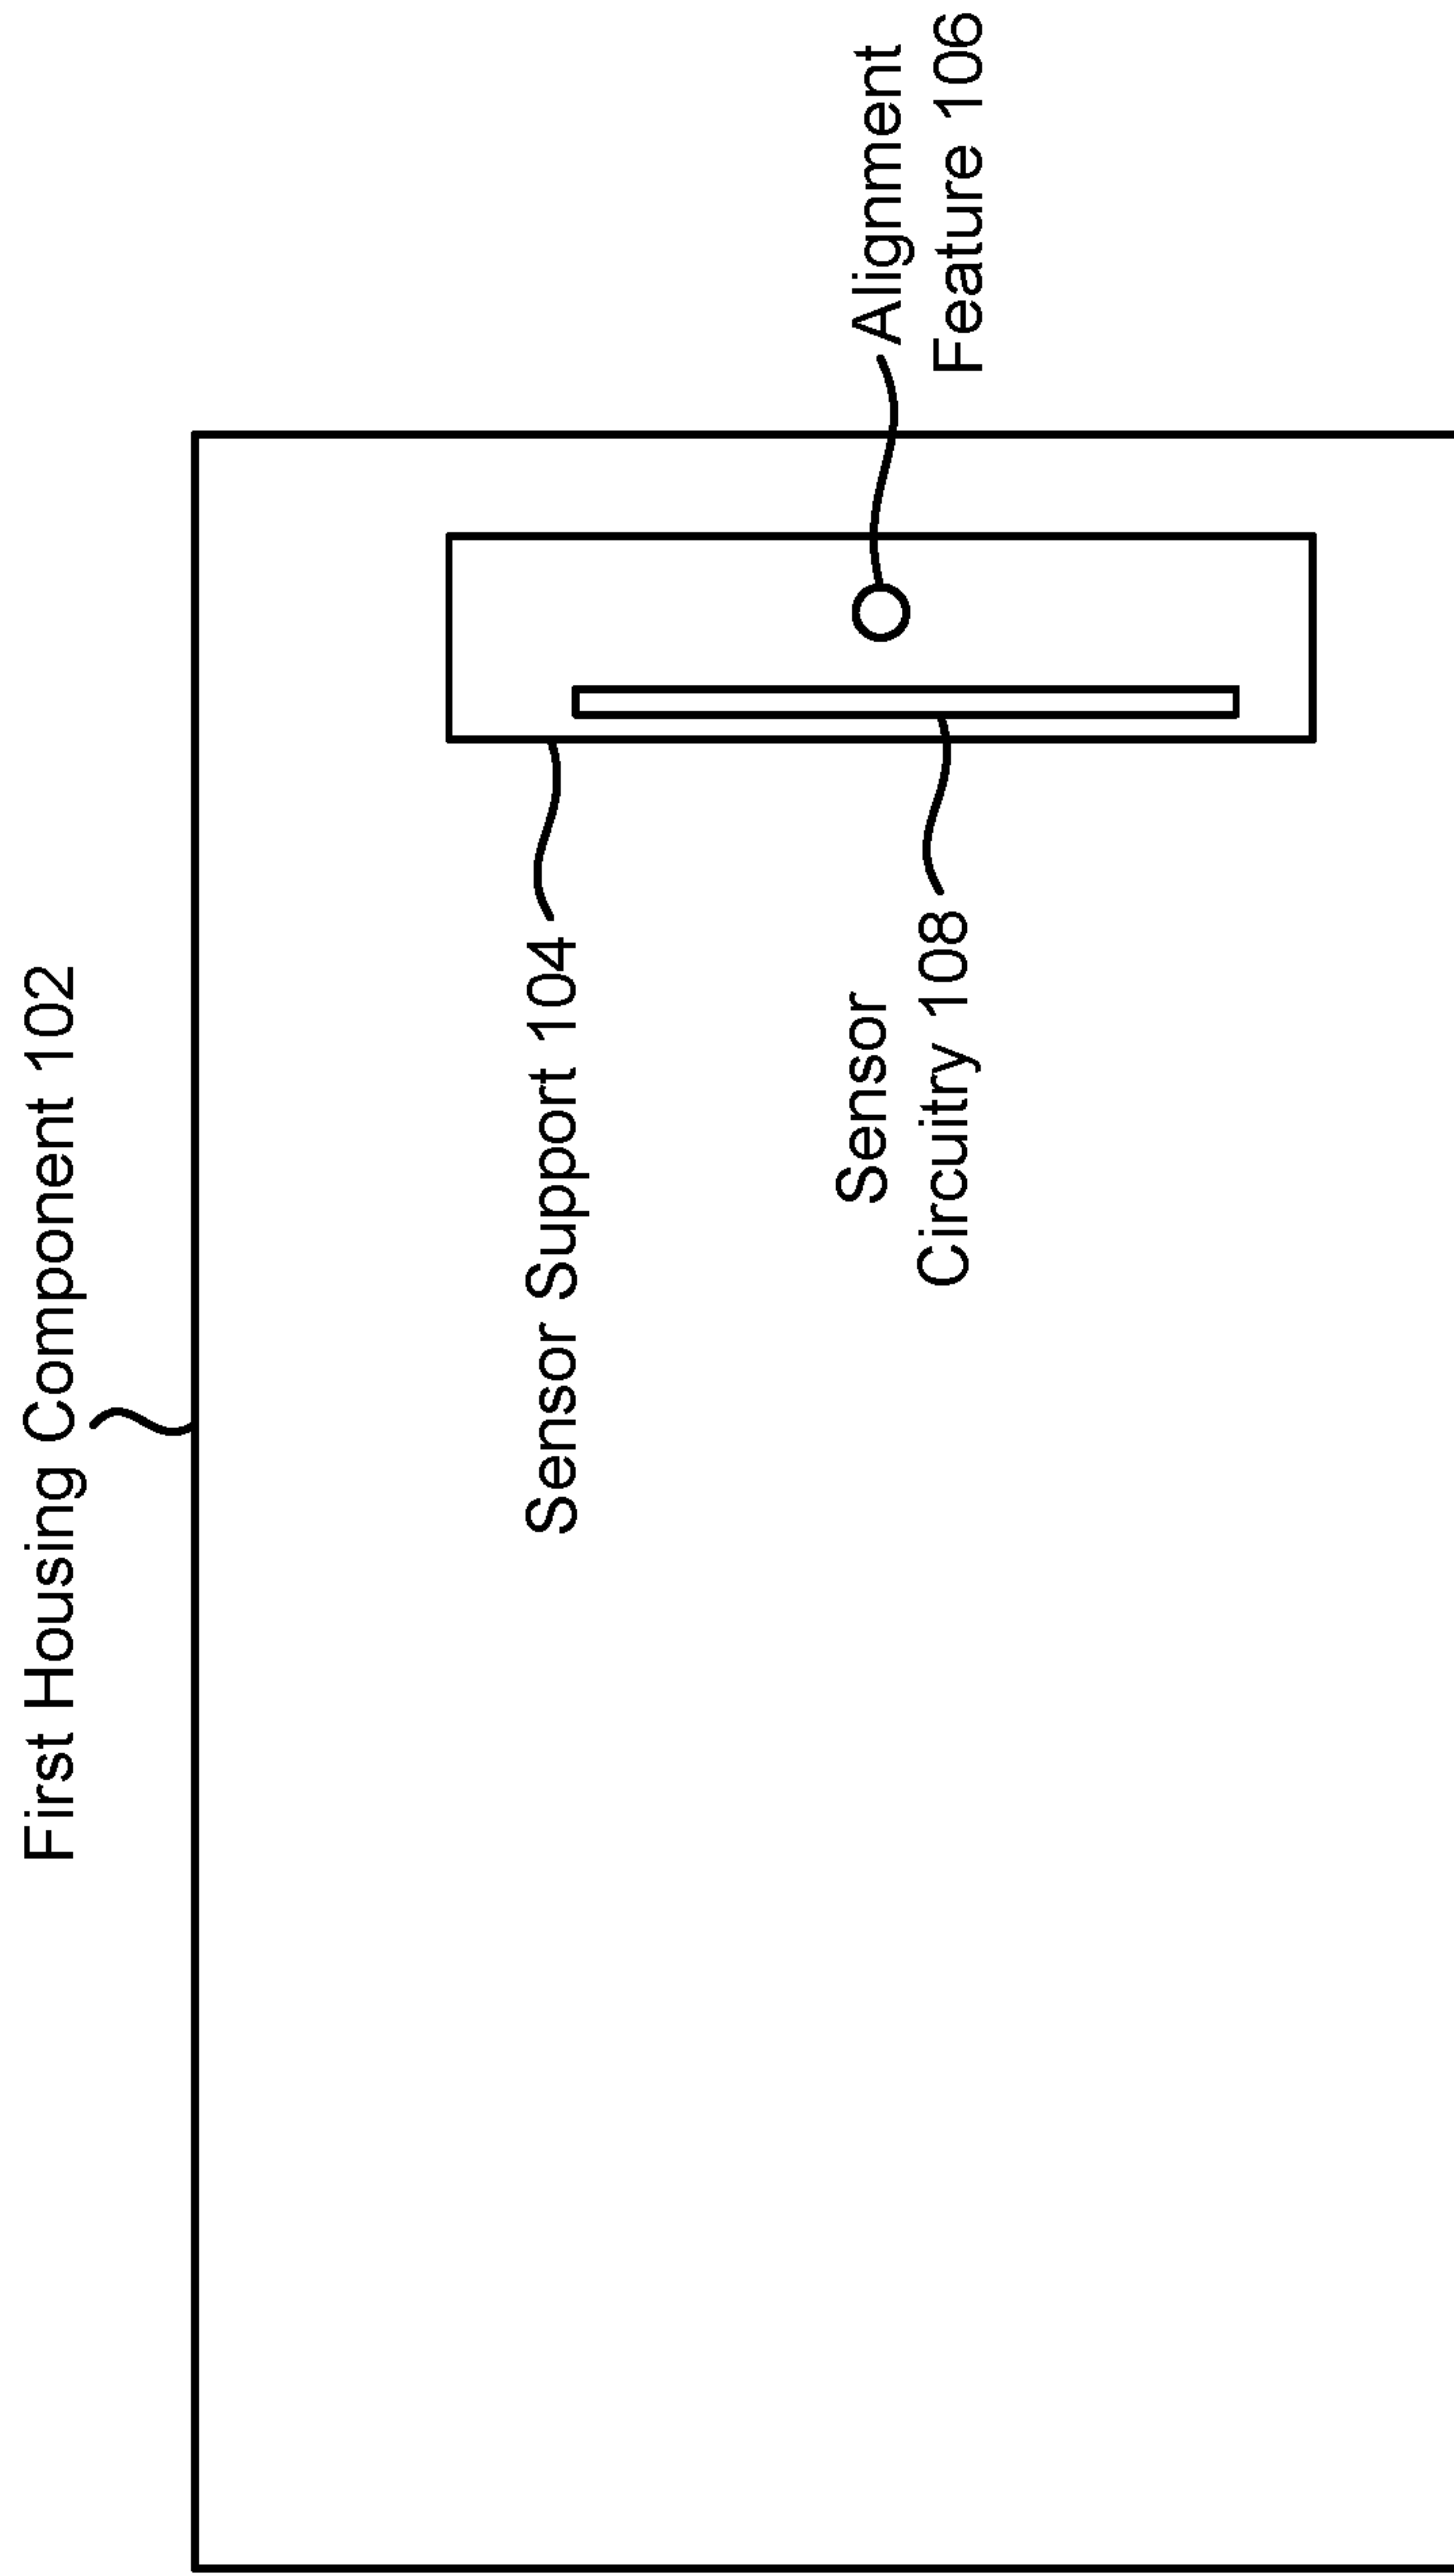 First Housing Component 102
Sensor Support 104
Sensor
Circuitry 108
Alignment
Feature 106